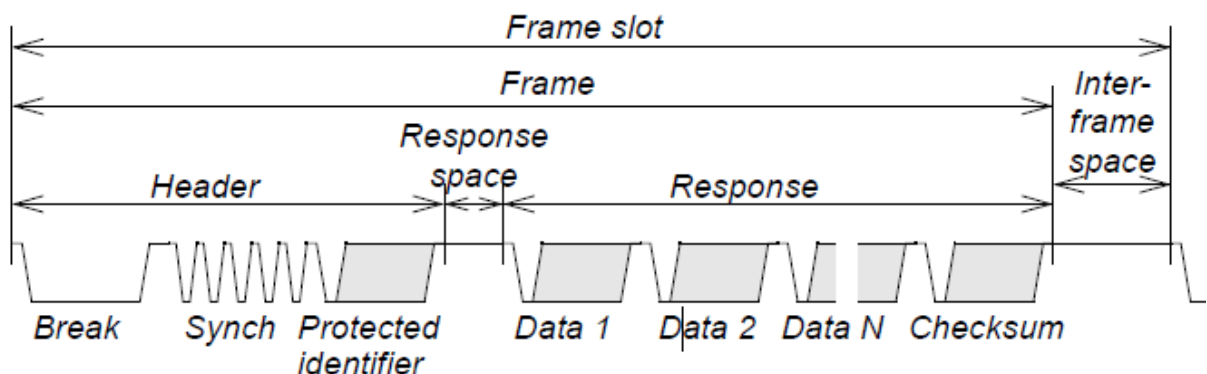 Frame slot
Frame
Inter-
frame
space
Response
space
Header
Response
Break
Synch
Protected
identifier
Data 1
Data 2
Data N
Checksum